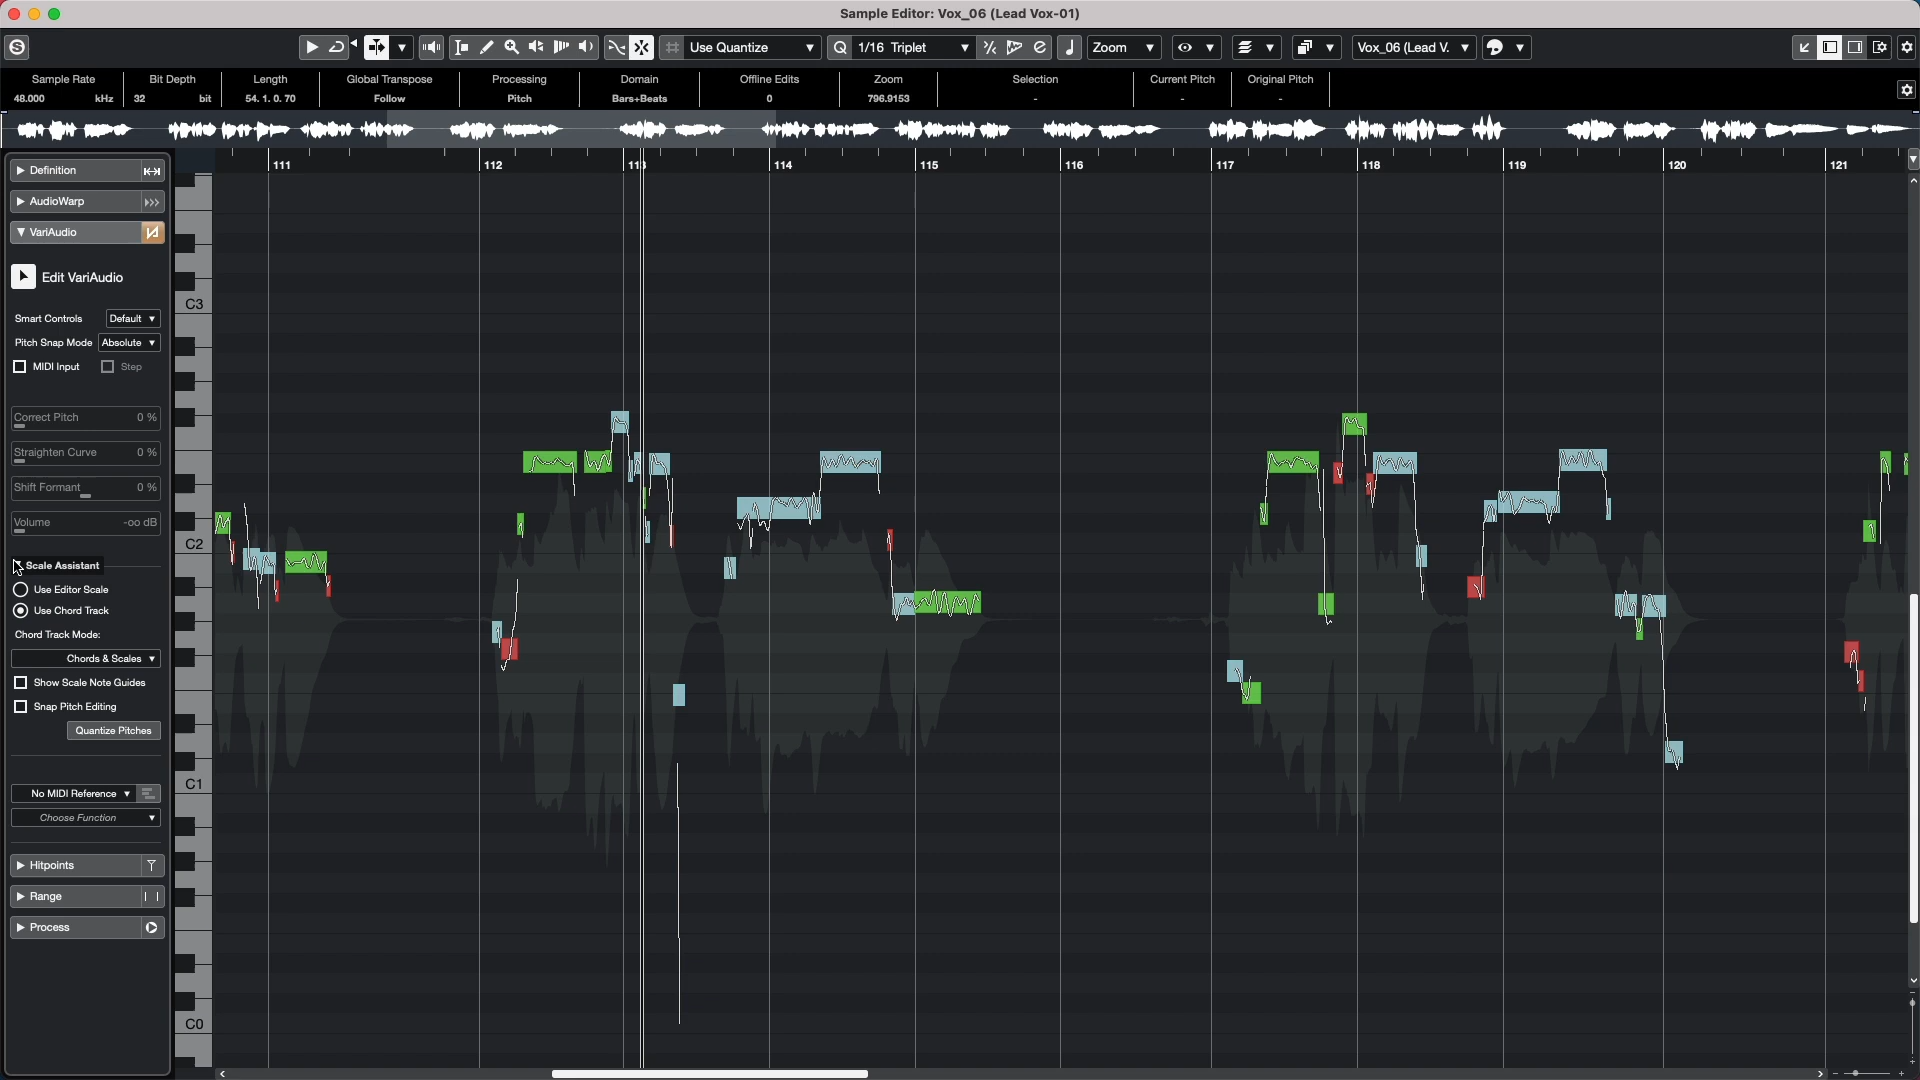 Sample Editor: Vox_06 (Lead Vox-01)
Use Quantize
1/16 Triplet
Zoom
Vox_06 (Lead V.
Sample Rate
Bit Depth
Length
Global Transpose
Processing
Domain
Offline Edits
Zoom
Selection
Current Pitch
Original Pitch
48.000 kHz
32 bit
54. 1. 0. 70
Follow
Pitch
Bars+Beats
0
796.9153
-
-
-
111
112
113
114
115
116
117
118
119
120
121
Definition
AudioWarp
VariAudio
Edit VariAudio
Smart Controls Default
Pitch Snap Mode Absolute
MIDI Input Step
Correct Pitch 0 %
Straighten Curve 0 %
Shift Formant 0 %
Volume -oo dB
Scale Assistant
Use Editor Scale
Use Chord Track
Chord Track Mode:
Chords & Scales
Show Scale Note Guides
Snap Pitch Editing
Quantize Pitches
No MIDI Reference
Choose Function
Hitpoints
Range
Process
C3
C2
C1
C0